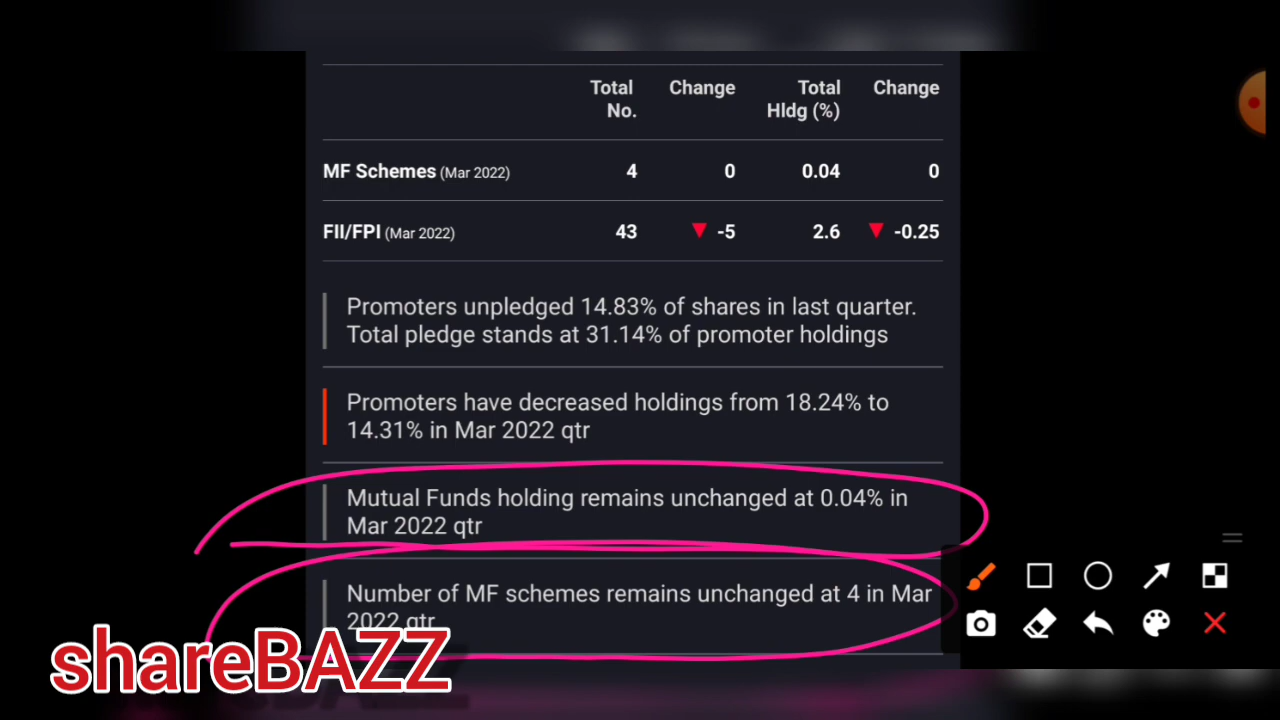 Total Change Total Change
No. Hldg (%)
MF Schemes (Mar 2022) 4 0 0.04 0
FII/FPI (Mar 2022) 43 ▼ -5 2.6 ▼ -0.25
Promoters unpledged 14.83% of shares in last quarter.
Total pledge stands at 31.14% of promoter holdings
Promoters have decreased holdings from 18.24% to
14.31% in Mar 2022 qtr
Mutual Funds holding remains unchanged at 0.04% in
Mar 2022 qtr
Number of MF schemes remains unchanged at 4 in Mar
2022 qtr
shareBAZZ